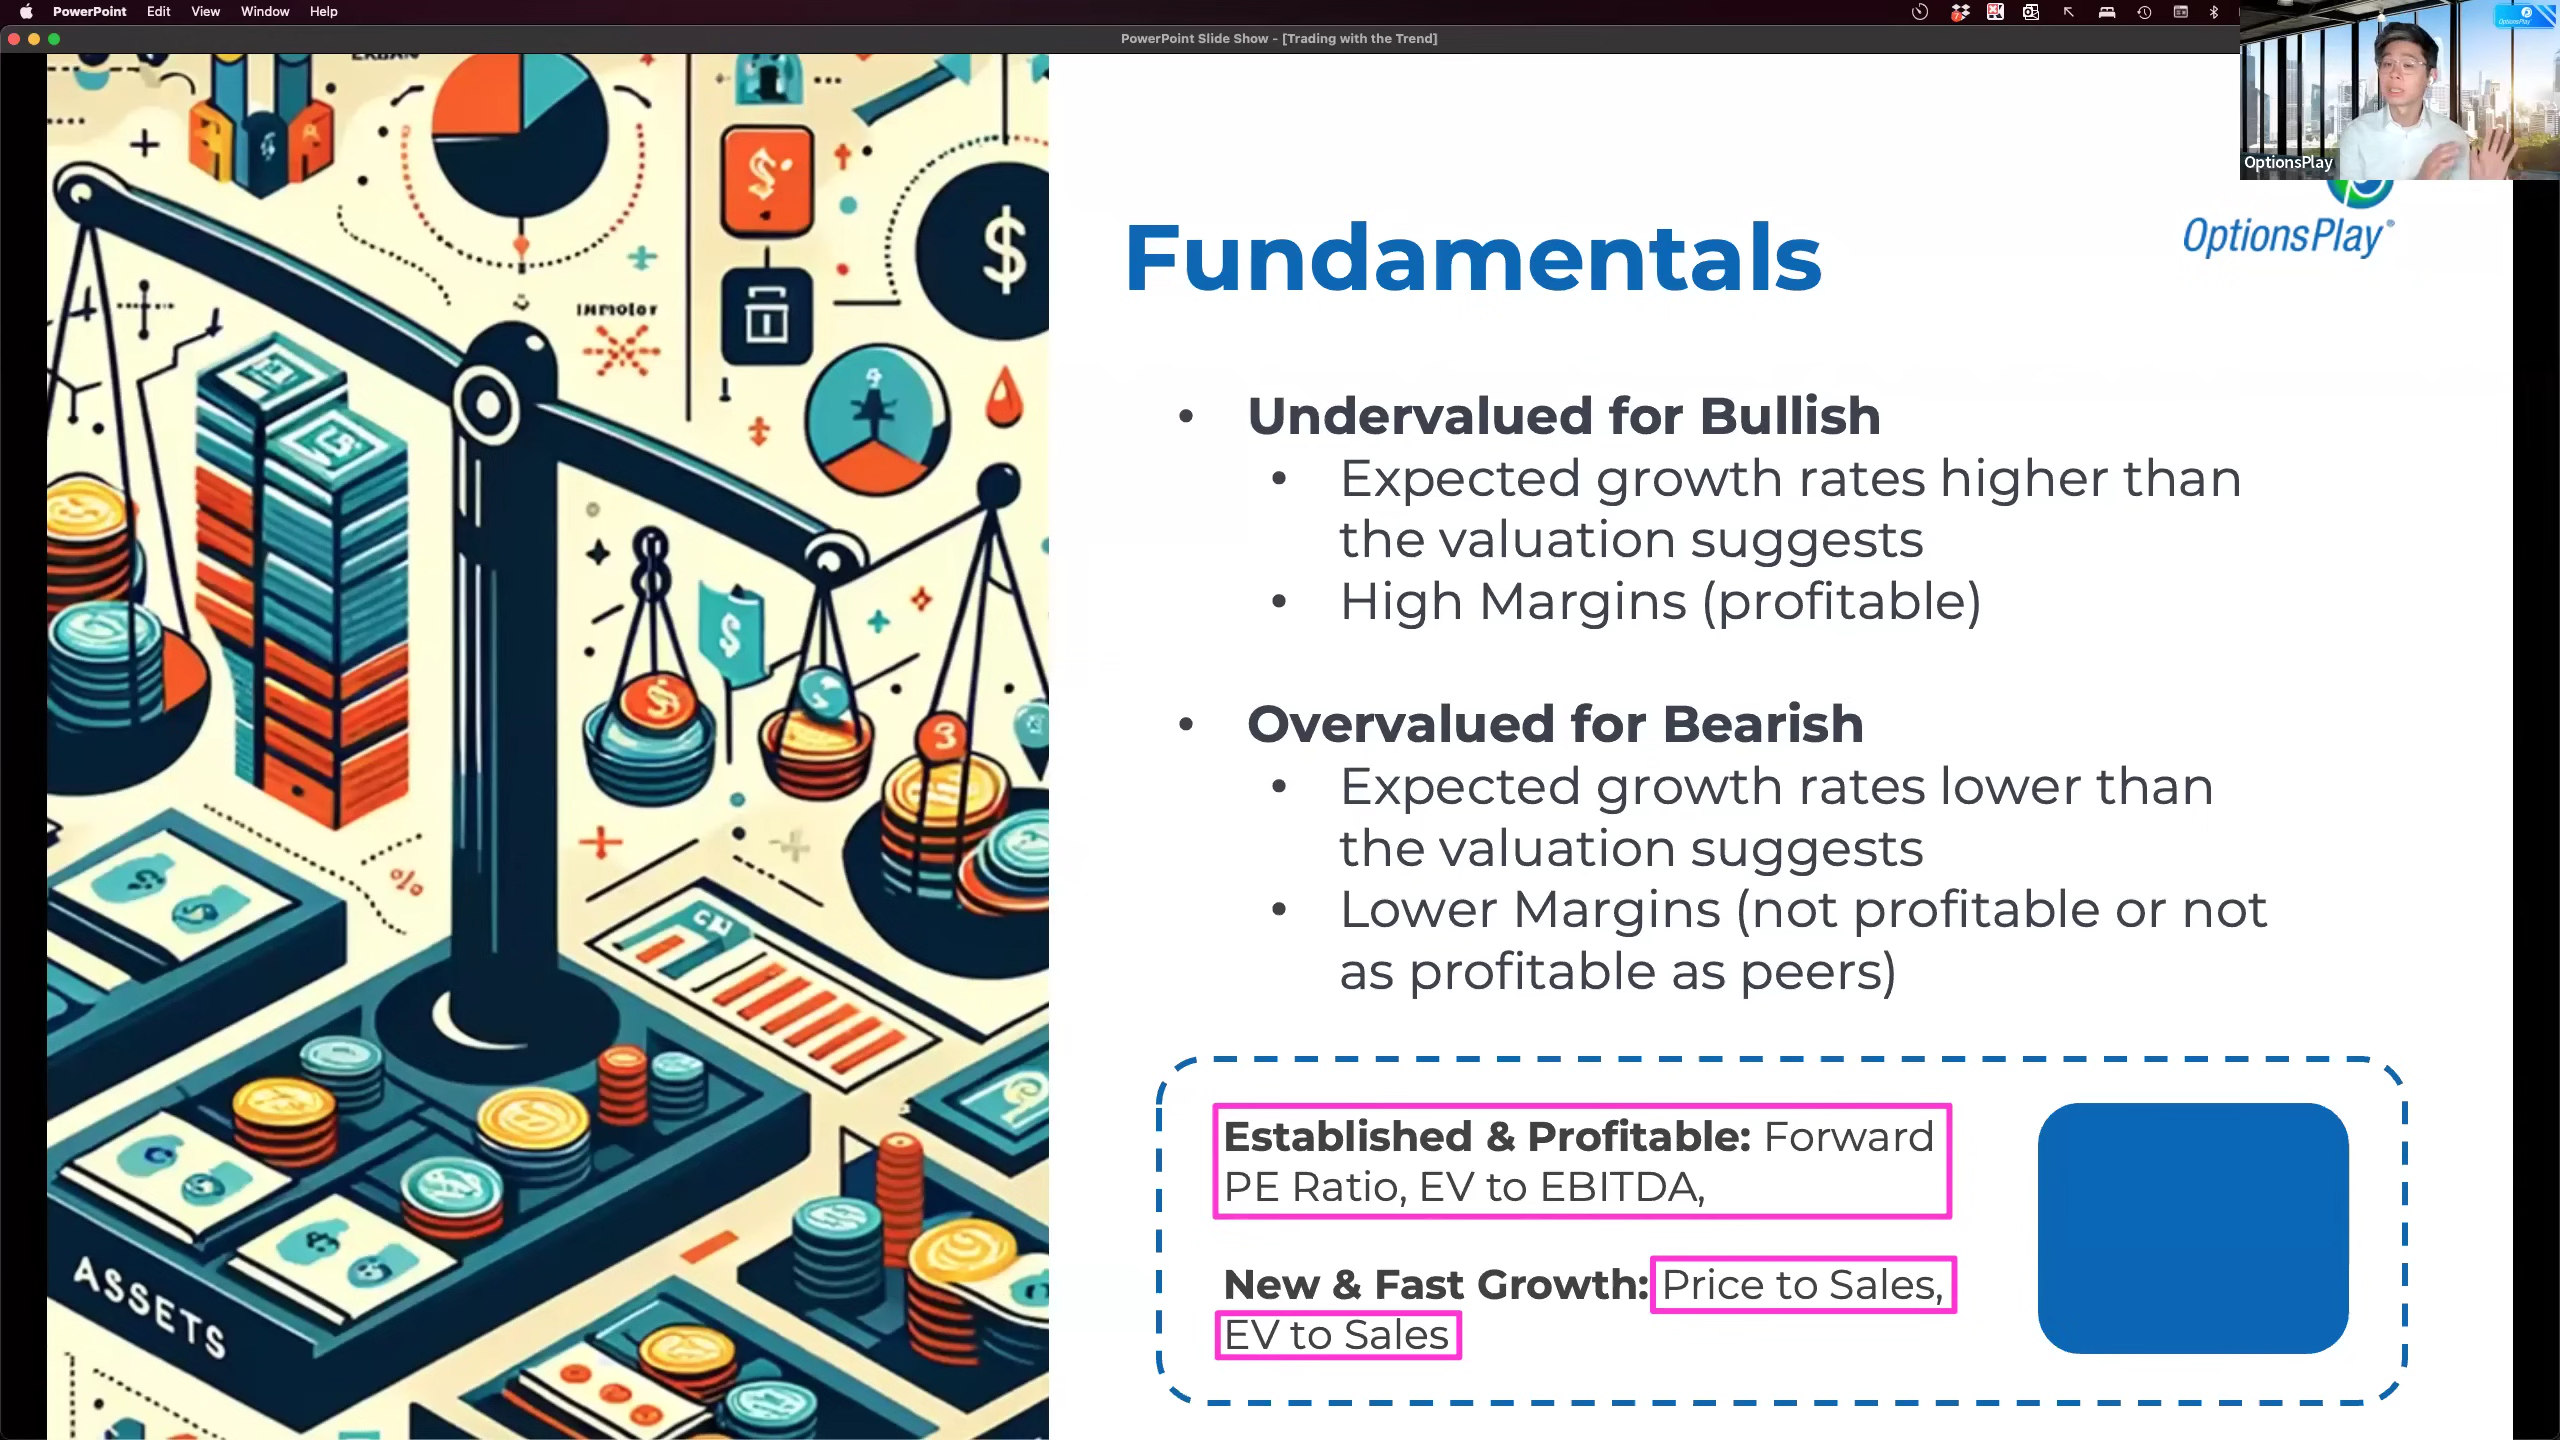 PowerPoint Edit View Window Help
PowerPoint Slide Show - [Trading with the Trend]
OptionsPlay
OptionsPlay
Fundamentals
• Undervalued for Bullish
• Expected growth rates higher than
the valuation suggests
• High Margins (profitable)
• Overvalued for Bearish
• Expected growth rates lower than
the valuation suggests
• Lower Margins (not profitable or not
as profitable as peers)
Established & Profitable: Forward
PE Ratio, EV to EBITDA,
New & Fast Growth: Price to Sales,
EV to Sales
$
$
%
ASSETS